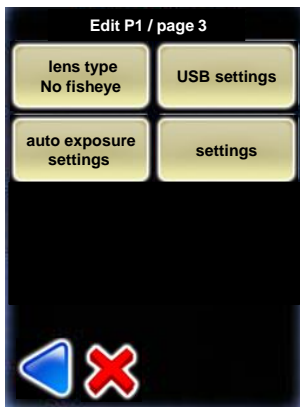 Edit P1 / page 3
lens type
No fisheye
USB settings
auto exposure
settings
settings